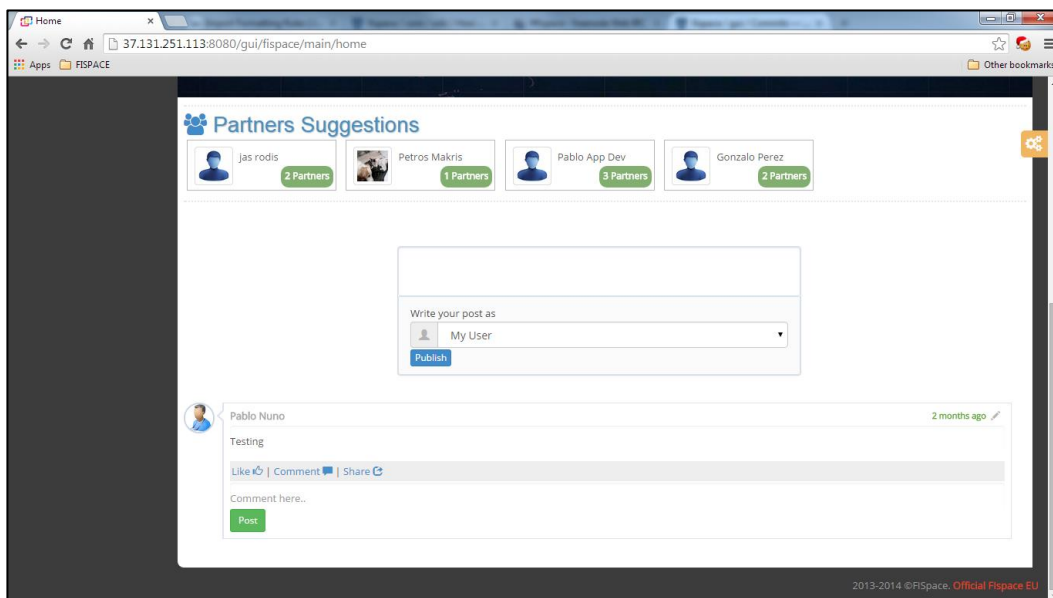 Home
37.131.251.113:8080/gui/fispace/main/home
Apps FISPACE Other bookmarks
Partners Suggestions
jas rodis Petros Makris Pablo App Dev Gonzalo Perez
2 Partners 1 Partners 3 Partners 2 Partners
Write your post as
My User
Publish
Pablo Nuno 2 months ago
Testing
Like | Comment | Share
Comment here..
Post
2013-2014 ©FISpace. Official Fispace EU